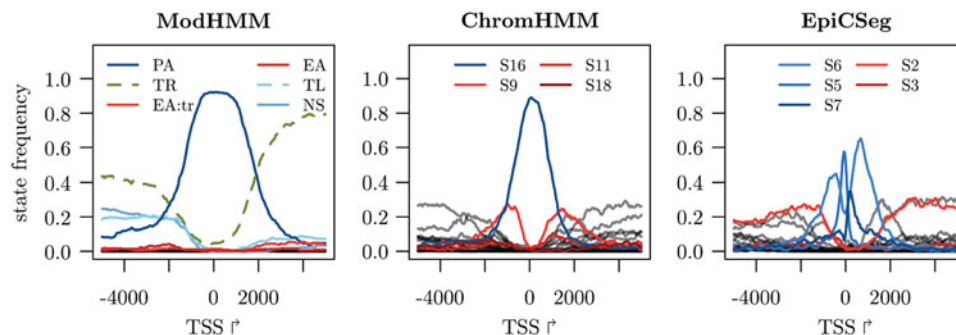 ModHMM ChromHMM EpiCSeg
state frequency
1.0
0.8
0.6
0.4
0.2
0.0
PA EA
TR TL
EA:tr NS
-4000 0 2000
TSS ↱
1.0
0.8
0.6
0.4
0.2
0.0
S16 S11
S9 S18
-4000 0 2000
TSS ↱
1.0
0.8
0.6
0.4
0.2
0.0
S6 S2
S5 S3
S7
-4000 0 2000
TSS ↱